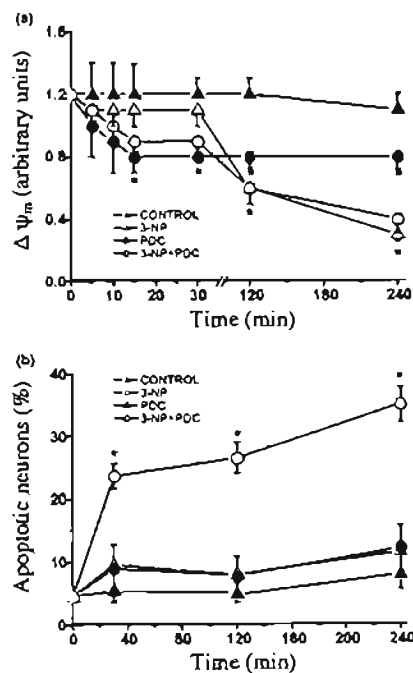 (a)
Δ Ψm (arbitrary units)
1.6
1.2
0.8
0.4
0.0
CONTROL
3-NP
PDC
3-NP+PDC
0 10 20 30 120 240
Time (min)
(b)
Apoptotic neurons (%)
40
30
20
10
0
CONTROL
3-NP
PDC
3-NP+PDC
0 40 80 120 160 200 240
Time (min)